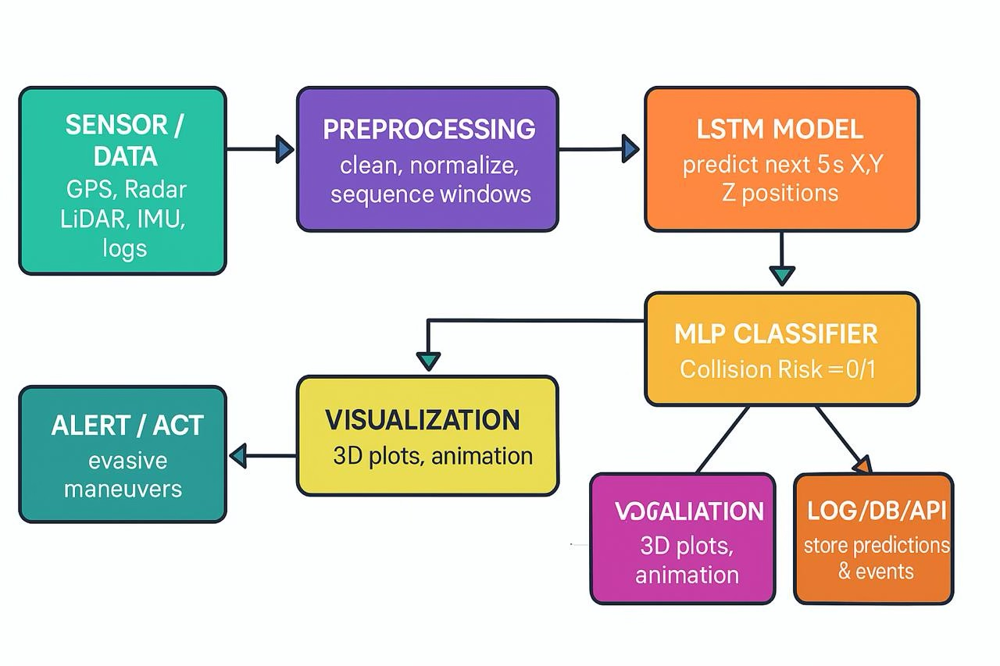 SENSOR /
DATA
GPS, Radar
LiDAR, IMU,
logs
PREPROCESSING
clean, normalize,
sequence windows
LSTM MODEL
predict next 5s X,Y
Z positions
MLP CLASSIFIER
Collision Risk =0/1
VISUALIZATION
3D plots, animation
ALERT / ACT
evasive
maneuvers
3D plots,
animation
LOG/DB/API
store predictions
& events